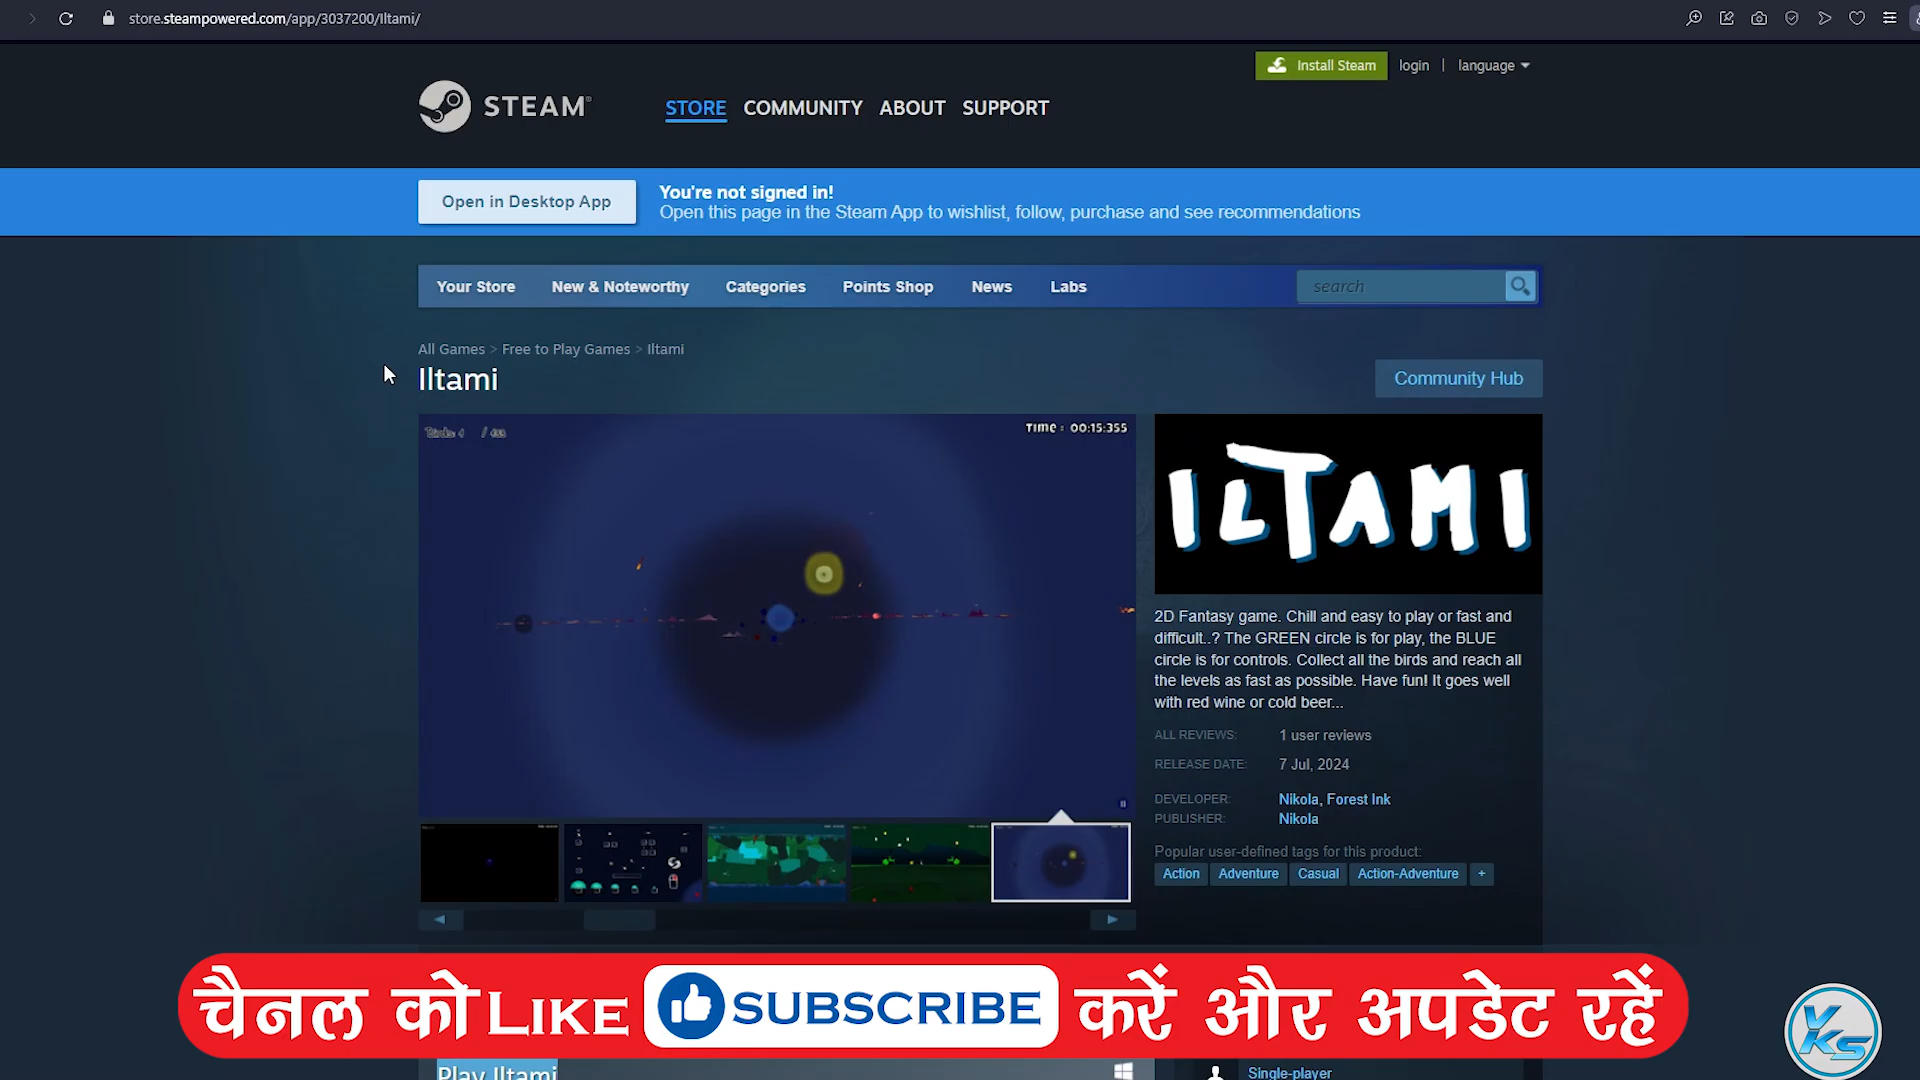 store.steampowered.com/app/3037200/Iltami/
Install Steam
login | language
STEAM®
STORE COMMUNITY ABOUT SUPPORT
Open in Desktop App
You're not signed in!
Open this page in the Steam App to wishlist, follow, purchase and see recommendations
Your Store New & Noteworthy Categories Points Shop News Labs
search
All Games > Free to Play Games > Iltami
Iltami
Community Hub
Time : 00:15:355
ILTAMI
2D Fantasy game. Chill and easy to play or fast and
difficult..? The GREEN circle is for play, the BLUE
circle is for controls. Collect all the birds and reach all
the levels as fast as possible. Have fun! It goes well
with red wine or cold beer...
ALL REVIEWS: 1 user reviews
RELEASE DATE: 7 Jul, 2024
DEVELOPER: Nikola, Forest Ink
PUBLISHER: Nikola
Popular user-defined tags for this product:
Action Adventure Casual Action-Adventure +
चैनल को LIKE SUBSCRIBE करें और अपडेट रहें
YKS
Play Iltami
Single-player